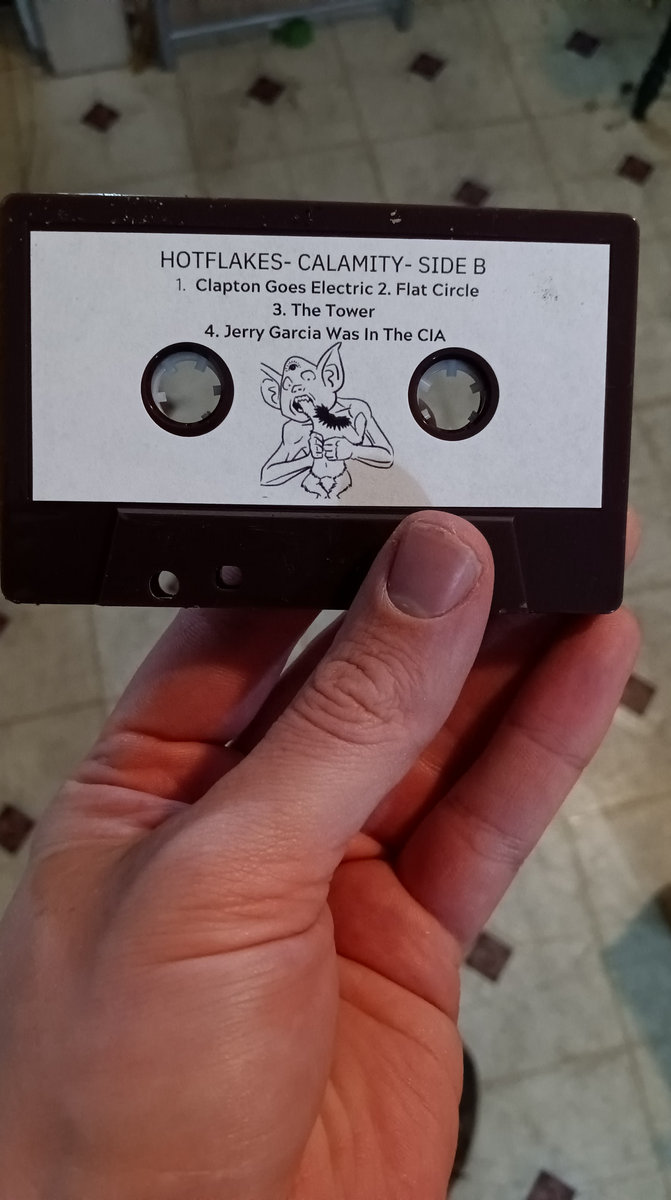 HOTFLAKES- CALAMITY- SIDE B
1. Clapton Goes Electric 2. Flat Circle
3. The Tower
4. Jerry Garcia Was In The CIA